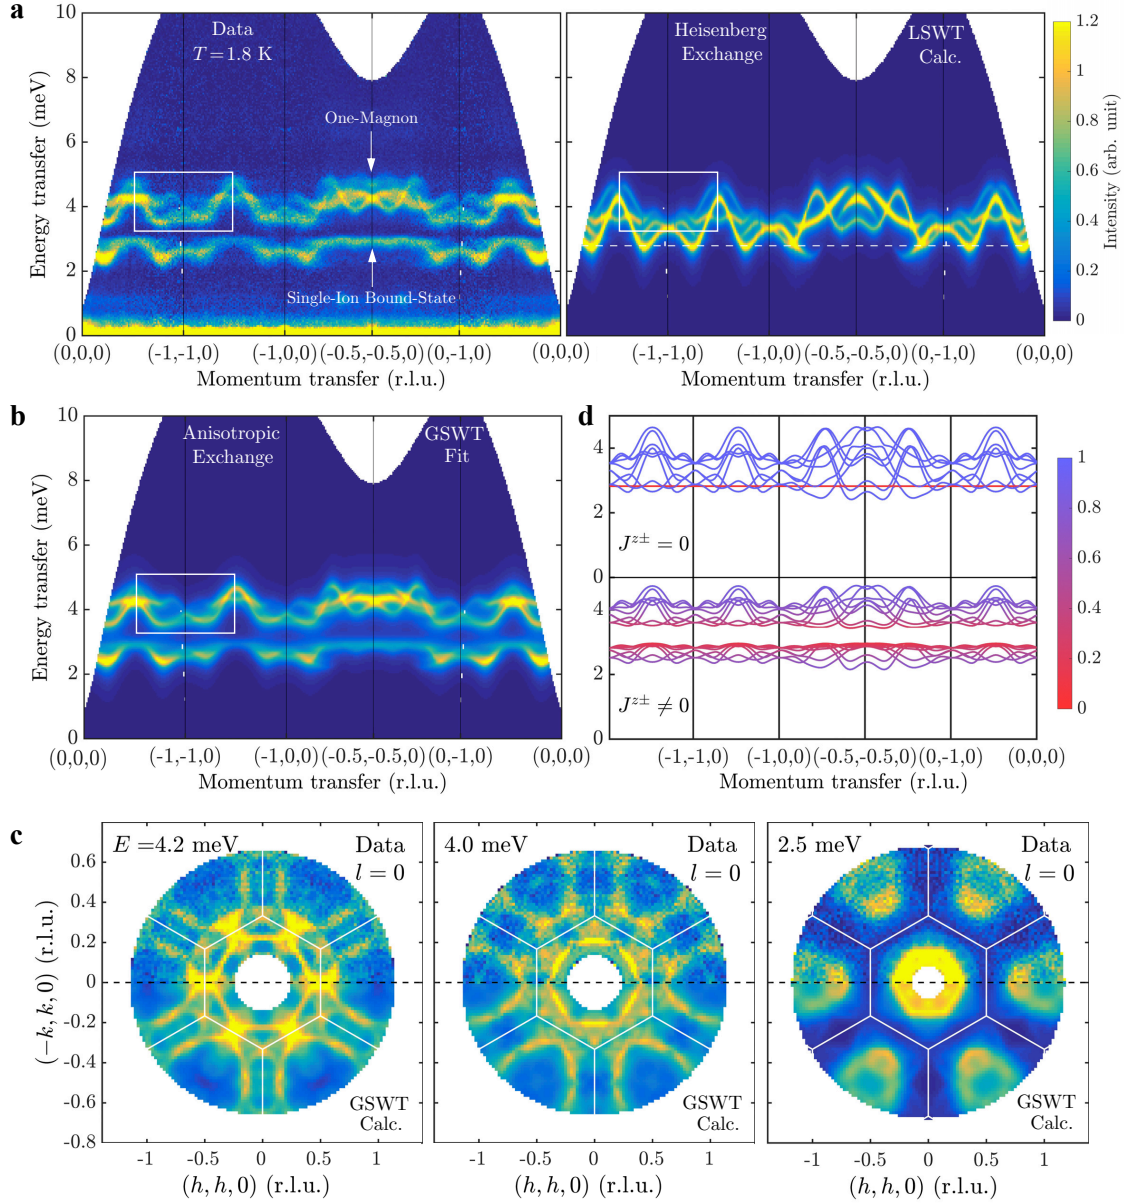 a
10
8
6
4
2
0
Energy transfer (meV)
Data
T = 1.8 K
One-Magnon
Single-Ion Bound-State
(0,0,0) (-1,-1,0) (-1,0,0) (-0.5,-0.5,0) (0,-1,0) (0,0,0)
Momentum transfer (r.l.u.)
Heisenberg
Exchange
LSWT
Calc.
(-1,-1,0) (-1,0,0) (-0.5,-0.5,0) (0,-1,0) (0,0,0)
Momentum transfer (r.l.u.)
1.2
1
0.8
0.6
0.4
0.2
0
Intensity (arb. unit)
b
10
8
6
4
2
0
Energy transfer (meV)
Anisotropic
Exchange
GSWT
Fit
(0,0,0) (-1,-1,0) (-1,0,0) (-0.5,-0.5,0) (0,-1,0) (0,0,0)
Momentum transfer (r.l.u.)
d
4
2
0
J^{z±} = 0
4
2
0
J^{z±} ≠ 0
(-1,-1,0) (-1,0,0) (-0.5,-0.5,0) (0,-1,0) (0,0,0)
Momentum transfer (r.l.u.)
1
0.8
0.6
0.4
0.2
0
c
0.6
0.4
0.2
0
-0.2
-0.4
-0.6
-0.8
(−k, k, 0) (r.l.u.)
E =4.2 meV
Data
l = 0
GSWT
Calc.
-1 -0.5 0 0.5 1
(h, h, 0) (r.l.u.)
4.0 meV
Data
l = 0
GSWT
Calc.
-1 -0.5 0 0.5 1
(h, h, 0) (r.l.u.)
2.5 meV
Data
l = 0
GSWT
Calc.
-1 -0.5 0 0.5 1
(h, h, 0) (r.l.u.)